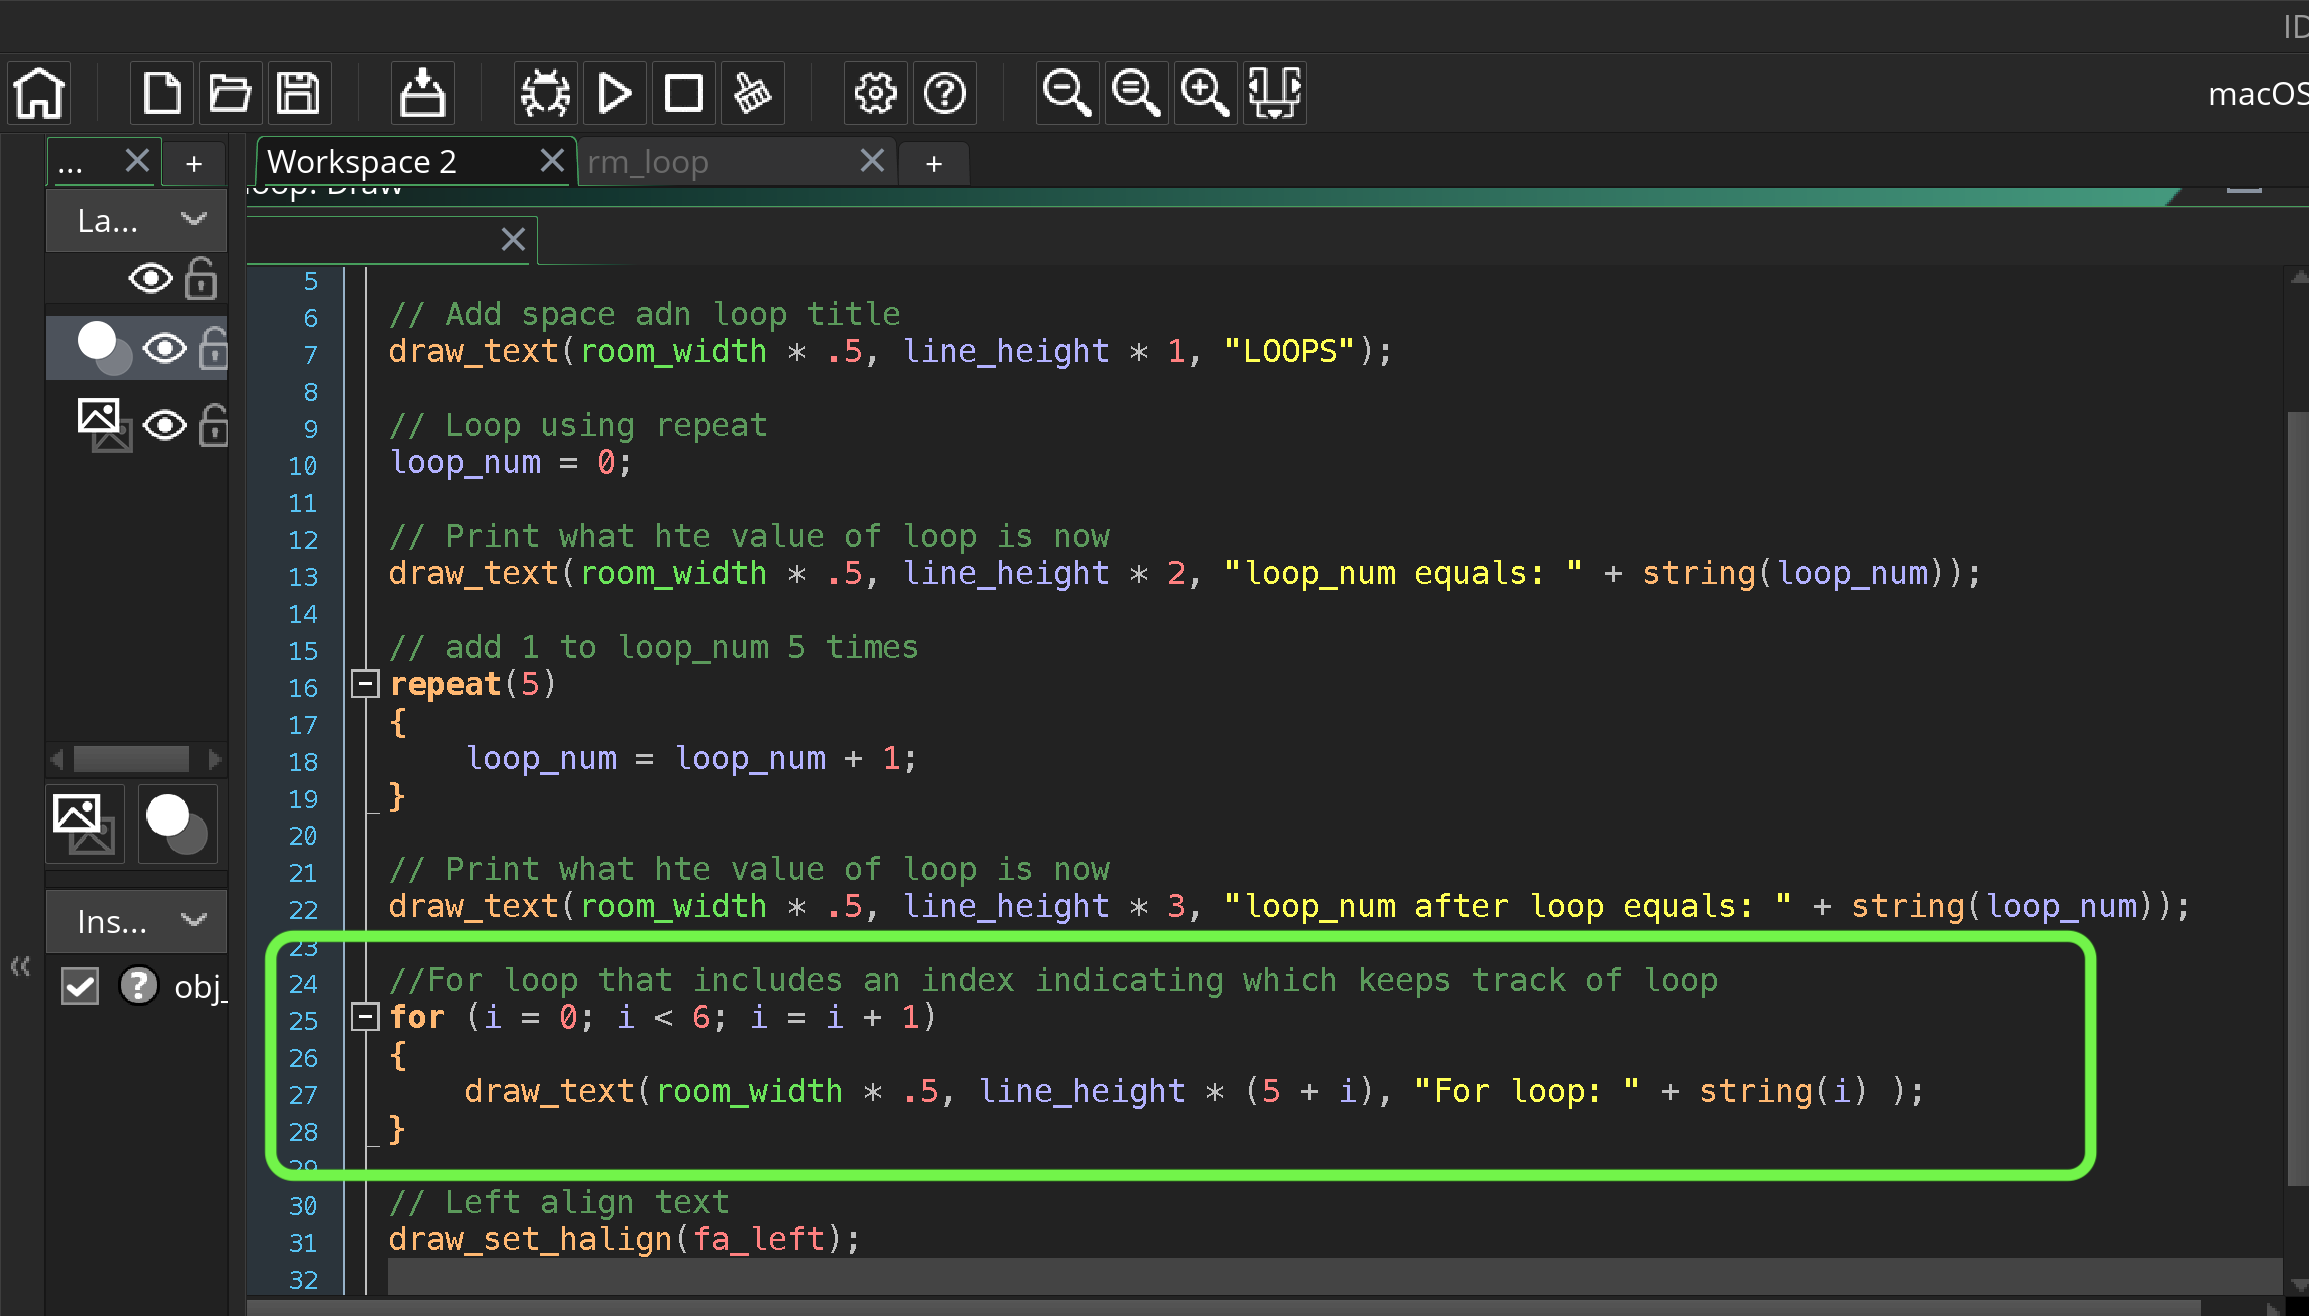 macOS
... + Workspace 2 rm_loop +
La...
5
6 // Add space adn loop title
7 draw_text(room_width * .5, line_height * 1, "LOOPS");
8
9 // Loop using repeat
10 loop_num = 0;
11
12 // Print what hte value of loop is now
13 draw_text(room_width * .5, line_height * 2, "loop_num equals: " + string(loop_num));
14
15 // add 1 to loop_num 5 times
16 repeat(5)
17 {
18 loop_num = loop_num + 1;
19 }
20
21 // Print what hte value of loop is now
22 draw_text(room_width * .5, line_height * 3, "loop_num after loop equals: " + string(loop_num));
23
24 //For loop that includes an index indicating which keeps track of loop
25 for (i = 0; i < 6; i = i + 1)
26 {
27 draw_text(room_width * .5, line_height * (5 + i), "For loop: " + string(i) );
28 }
29
30 // Left align text
31 draw_set_halign(fa_left);
32
Ins...
obj_